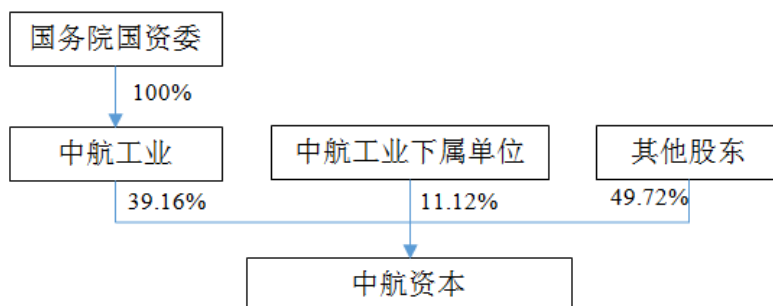 国务院国资委
100%
中航工业
中航工业下属单位
其他股东
39.16%
11.12%
49.72%
中航资本